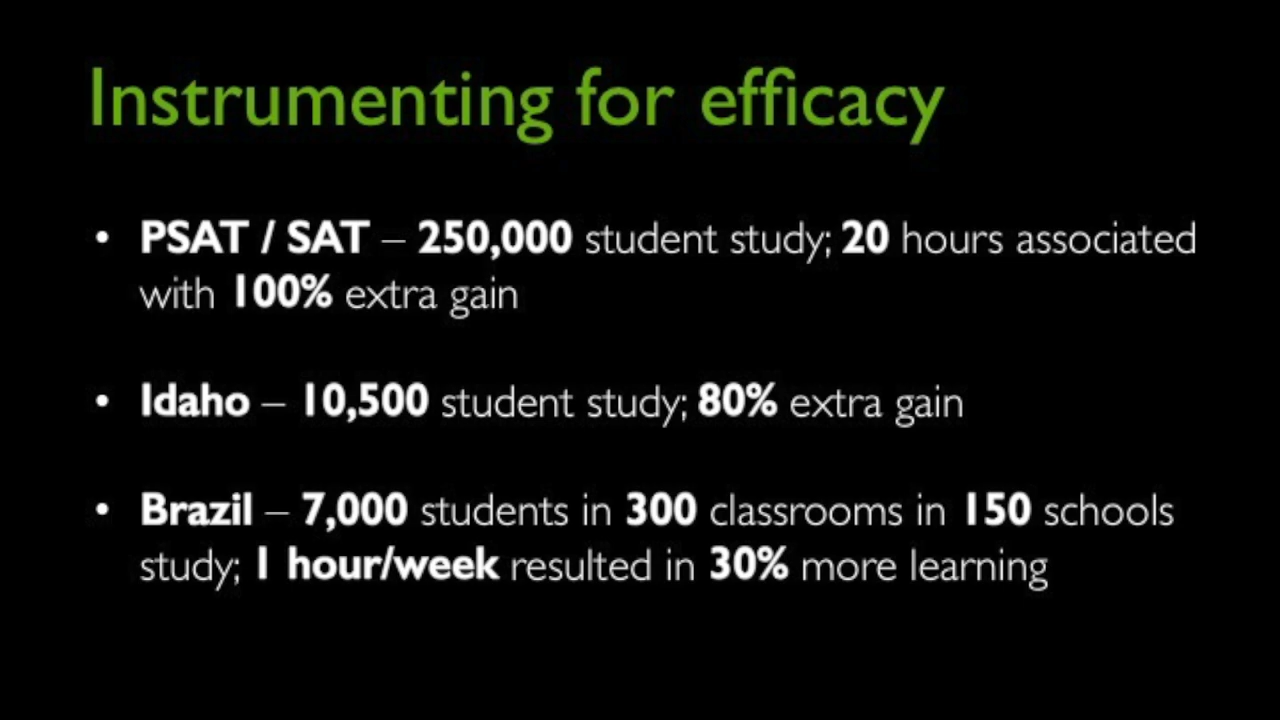 Instrumenting for efficacy
• PSAT / SAT – 250,000 student study; 20 hours associated
with 100% extra gain
• Idaho – 10,500 student study; 80% extra gain
• Brazil – 7,000 students in 300 classrooms in 150 schools
study; 1 hour/week resulted in 30% more learning